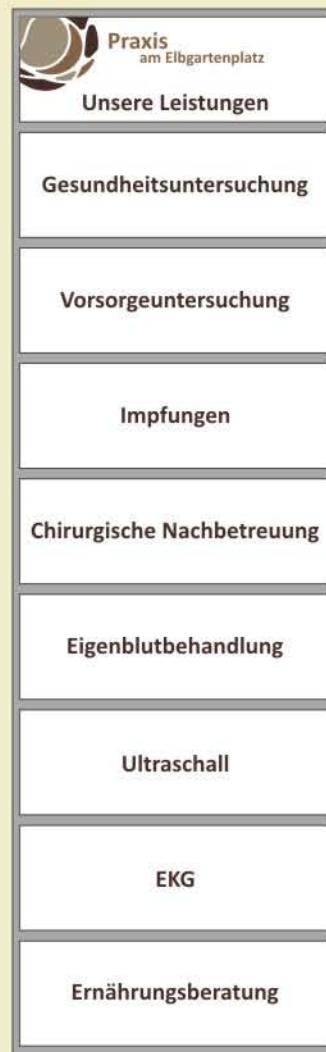 Praxis
am Elbgartenplatz
Unsere Leistungen
Gesundheitsuntersuchung
Vorsorgeuntersuchung
Impfungen
Chirurgische Nachbetreuung
Eigenblutbehandlung
Ultraschall
EKG
Ernährungsberatung